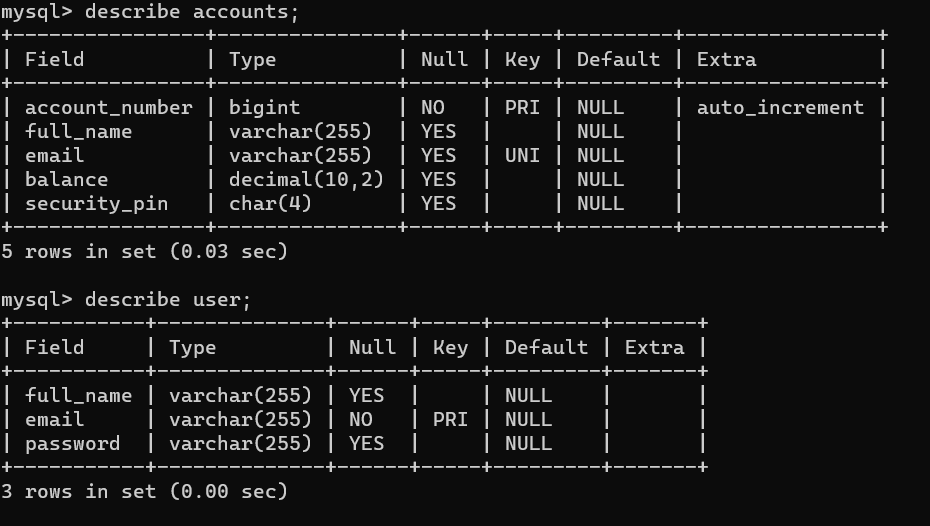 mysql> describe accounts;
+----------------+---------------+------+-----+---------+----------------+
| Field          | Type          | Null | Key | Default | Extra          |
+----------------+---------------+------+-----+---------+----------------+
| account_number | bigint        | NO   | PRI | NULL    | auto_increment |
| full_name      | varchar(255)  | YES  |     | NULL    |                |
| email          | varchar(255)  | YES  | UNI | NULL    |                |
| balance        | decimal(10,2) | YES  |     | NULL    |                |
| security_pin   | char(4)       | YES  |     | NULL    |                |
+----------------+---------------+------+-----+---------+----------------+
5 rows in set (0.03 sec)

mysql> describe user;
+-----------+--------------+------+-----+---------+-------+
| Field     | Type         | Null | Key | Default | Extra |
+-----------+--------------+------+-----+---------+-------+
| full_name | varchar(255) | YES  |     | NULL    |       |
| email     | varchar(255) | NO   | PRI | NULL    |       |
| password  | varchar(255) | YES  |     | NULL    |       |
+-----------+--------------+------+-----+---------+-------+
3 rows in set (0.00 sec)